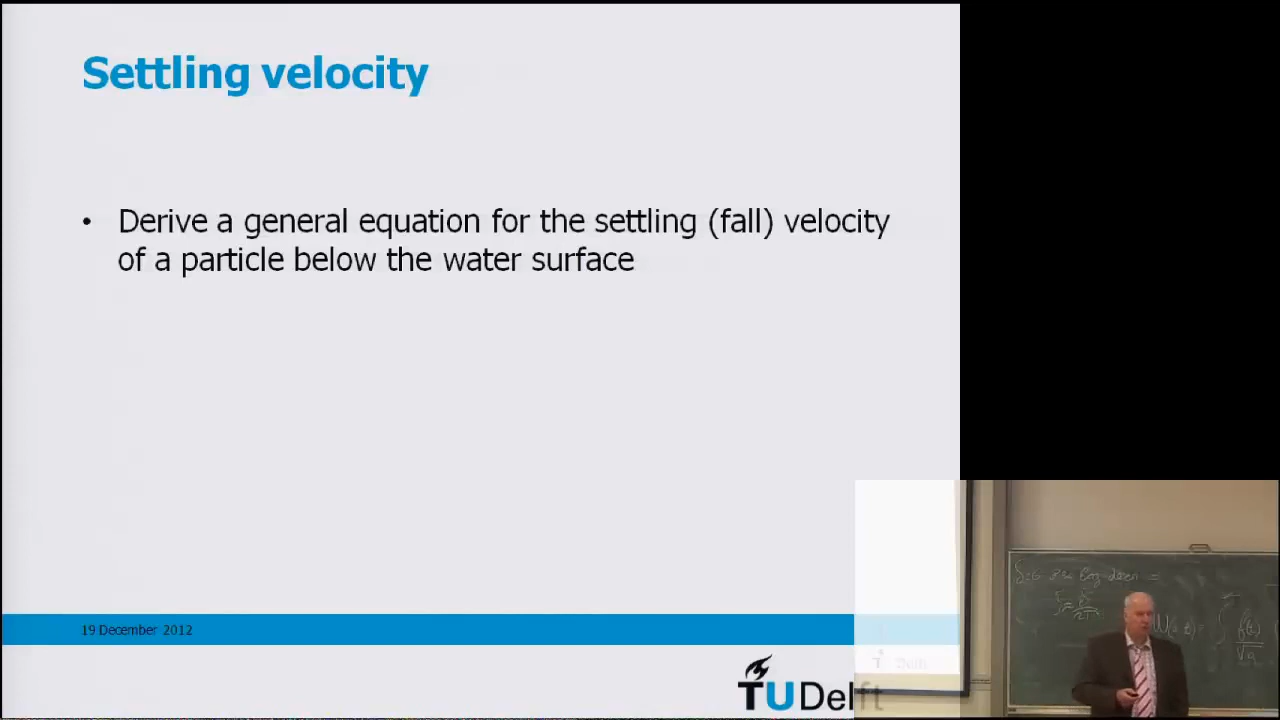 Settling velocity
• Derive a general equation for the settling (fall) velocity
of a particle below the water surface
19 December 2012
TU Delft